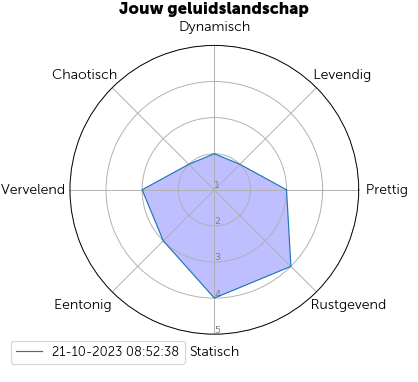 Jouw geluidslandschap
Dynamisch
Chaotisch
Levendig
Vervelend
1
Prettig
2
3
4
Eentonig
Rustgevend
5
21-10-2023 08:52:38
Statisch